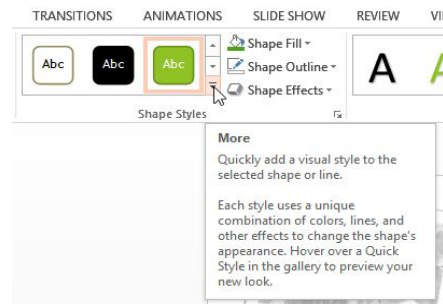 TRANSITIONS ANIMATIONS SLIDE SHOW REVIEW
Abc Abc Abc
Shape Fill
Shape Outline
Shape Effects
A
Shape Styles
More
Quickly add a visual style to the
selected shape or line.
Each style uses a unique
combination of colors, lines, and
other effects to change the shape's
appearance. Hover over a Quick
Style in the gallery to preview your
new look.